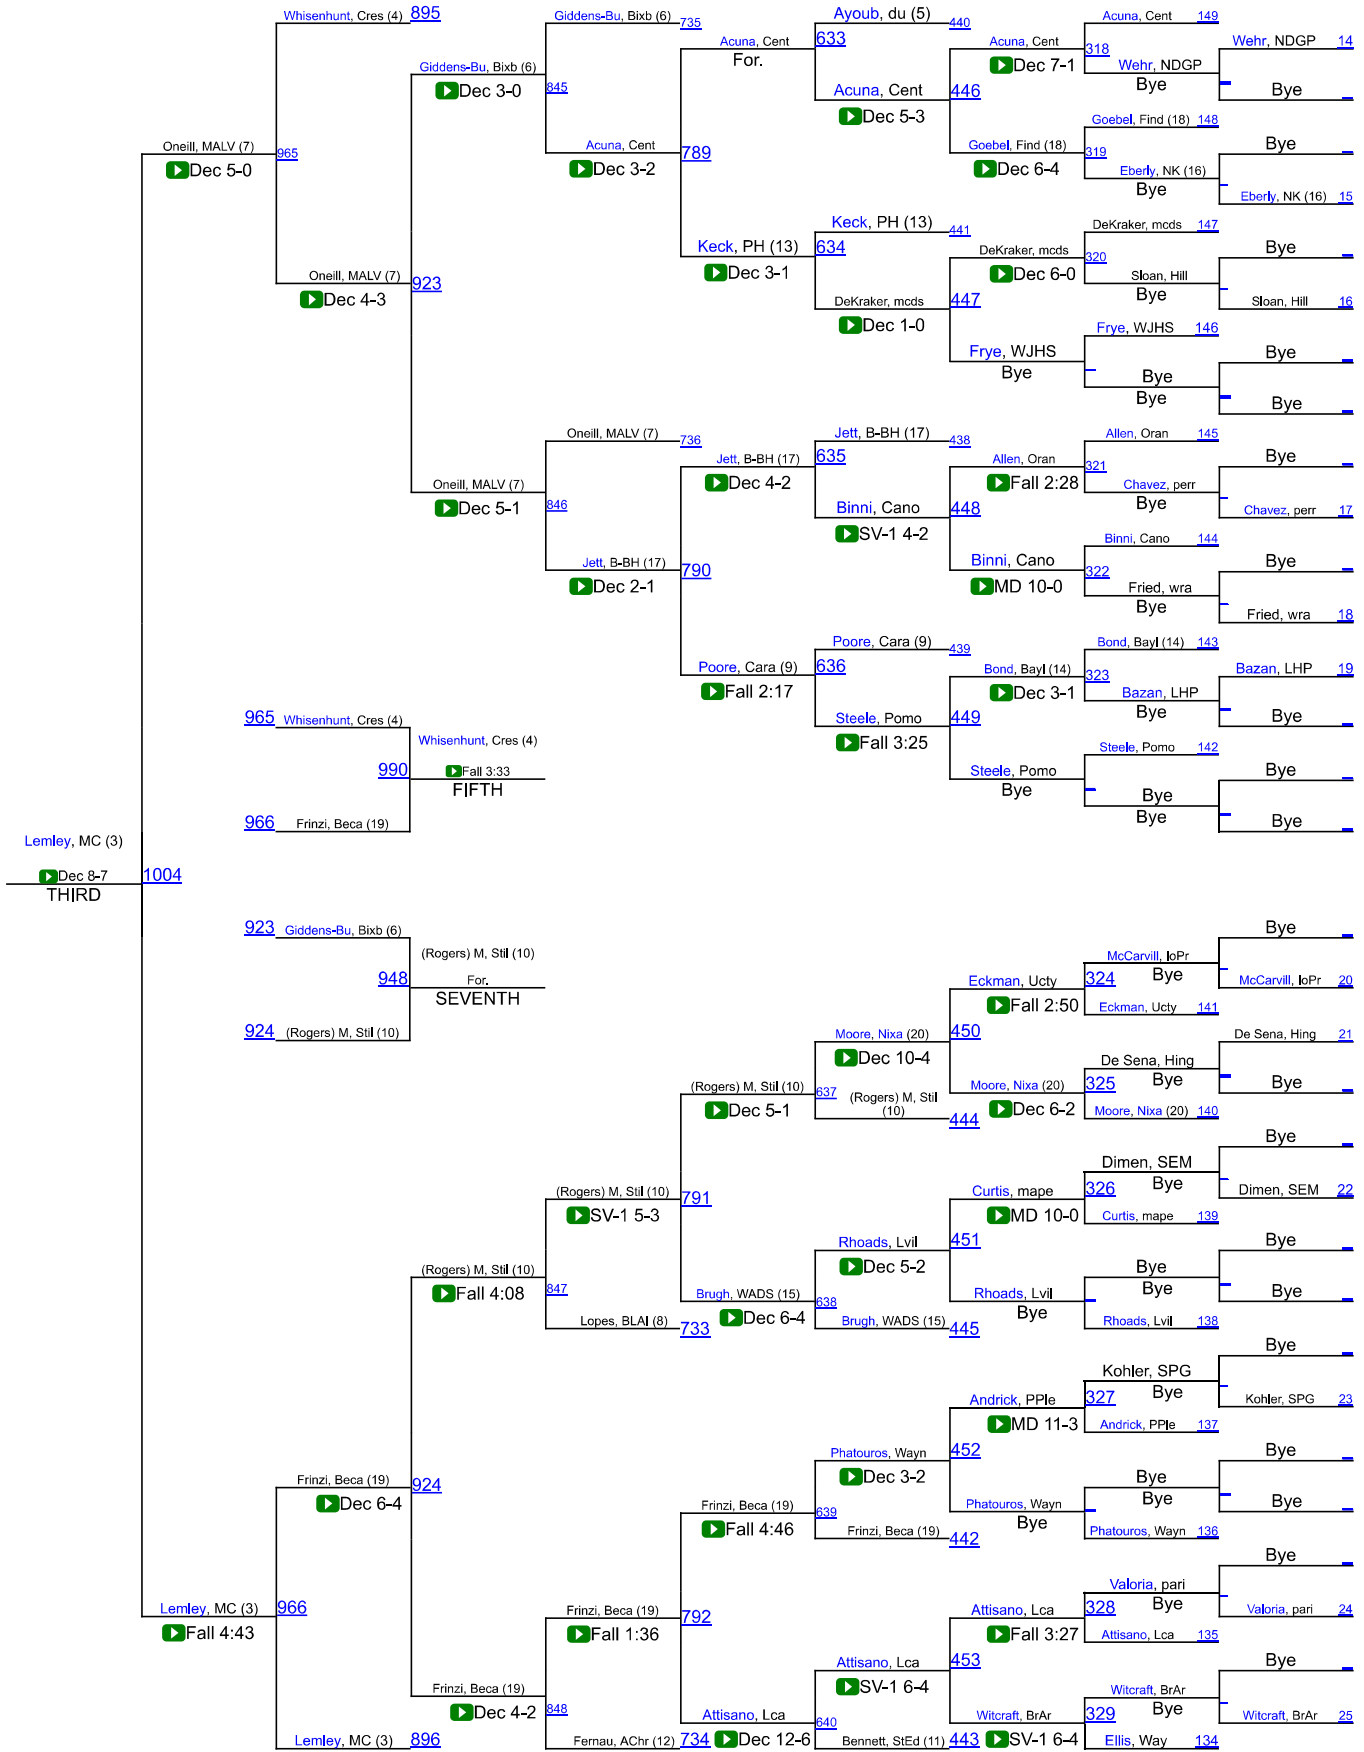 Whisenhunt, Cres (4) 895
Giddens-Bu, Bixb (6) 735
Ayoub, du (5) 440
Acuna, Cent 149
Wehr, NDGP 14
Acuna, Cent 633
For.
Acuna, Cent 318
Dec 7-1
Wehr, NDGP
Bye
Bye
Giddens-Bu, Bixb (6)
Dec 3-0
845
Acuna, Cent 446
Dec 5-3
Goebel, Find (18) 148
Bye
Oneill, MALV (7) 965
Dec 5-0
Acuna, Cent 789
Dec 3-2
Goebel, Find (18) 319
Dec 6-4
Eberly, NK (16)
Bye
Eberly, NK (16) 15
Keck, PH (13) 441
DeKraker, mcds 147
Keck, PH (13) 634
Dec 3-1
DeKraker, mcds 320
Dec 6-0
Bye
Sloan, Hill
Bye
Oneill, MALV (7) 923
Dec 4-3
DeKraker, mcds 447
Dec 1-0
Sloan, Hill 16
Frye, WJHS 146
Frye, WJHS
Bye
Bye
Bye
Bye
Bye
Oneill, MALV (7) 736
Jett, B-BH (17) 438
Allen, Oran 145
Jett, B-BH (17) 635
Dec 4-2
Allen, Oran 321
Fall 2:28
Bye
Oneill, MALV (7)
Dec 5-1
846
Chavez, perr
Bye
Binni, Cano 448
SV-1 4-2
Chavez, perr 17
Binni, Cano 144
Jett, B-BH (17) 790
Dec 2-1
Binni, Cano 322
MD 10-0
Bye
Fried, wra
Bye
Fried, wra 18
Poore, Cara (9) 439
Bond, Bayl (14) 143
Poore, Cara (9) 636
Fall 2:17
Bond, Bayl (14) 323
Dec 3-1
Bazan, LHP 19
Bazan, LHP
Bye
965 Whisenhunt, Cres (4)
Steele, Pomo 449
Fall 3:25
Bye
Whisenhunt, Cres (4)
Steele, Pomo 142
990
Fall 3:33
FIFTH
Steele, Pomo
Bye
Bye
Bye
Bye
966 Frinzi, Beca (19)
Bye
Lemley, MC (3)
Dec 8-7
THIRD
1004
923 Giddens-Bu, Bixb (6)
Bye
(Rogers) M, Stil (10)
McCarvill, IoPr
Bye
948
For.
SEVENTH
Eckman, Ucty 324
Fall 2:50
McCarvill, IoPr 20
Eckman, Ucty 141
924 (Rogers) M, Stil (10)
Moore, Nixa (20) 450
Dec 10-4
De Sena, Hing 21
De Sena, Hing
Bye
(Rogers) M, Stil (10) 637
Dec 5-1
(Rogers) M, Stil
(10)
444
Moore, Nixa (20) 325
Dec 6-2
Bye
Moore, Nixa (20) 140
Bye
Dimen, SEM
Bye
(Rogers) M, Stil (10) 791
SV-1 5-3
Curtis, mape 326
MD 10-0
Dimen, SEM 22
Curtis, mape 139
Rhoads, Lvil 451
Dec 5-2
Bye
(Rogers) M, Stil (10)
Fall 4:08
847
Bye
Bye
Brugh, WADS (15) 638
Dec 6-4
Rhoads, Lvil
Bye
Bye
Lopes, BLAI (8) 733
Brugh, WADS (15) 445
Rhoads, Lvil 138
Bye
Kohler, SPG
Bye
Andrick, PPle 327
MD 11-3
Kohler, SPG 23
Andrick, PPle 137
Phatouros, Wayn 452
Dec 3-2
Bye
Frinzi, Beca (19) 924
Dec 6-4
Bye
Bye
Frinzi, Beca (19) 639
Fall 4:46
Phatouros, Wayn
Bye
Bye
Frinzi, Beca (19) 442
Phatouros, Wayn 136
Bye
Valoria, pari
Bye
Lemley, MC (3) 966
Fall 4:43
Frinzi, Beca (19) 792
Fall 1:36
Attisano, Lca 328
Fall 3:27
Valoria, pari 24
Attisano, Lca 135
Attisano, Lca 453
SV-1 6-4
Bye
Frinzi, Beca (19)
Dec 4-2
848
Witcraft, BrAr
Bye
Attisano, Lca 640
Dec 12-6
Witcraft, BrAr 329
SV-1 6-4
Witcraft, BrAr 25
Lemley, MC (3) 896
Fernau, AChr (12) 734
Bennett, StEd (11) 443
Ellis, Way 134